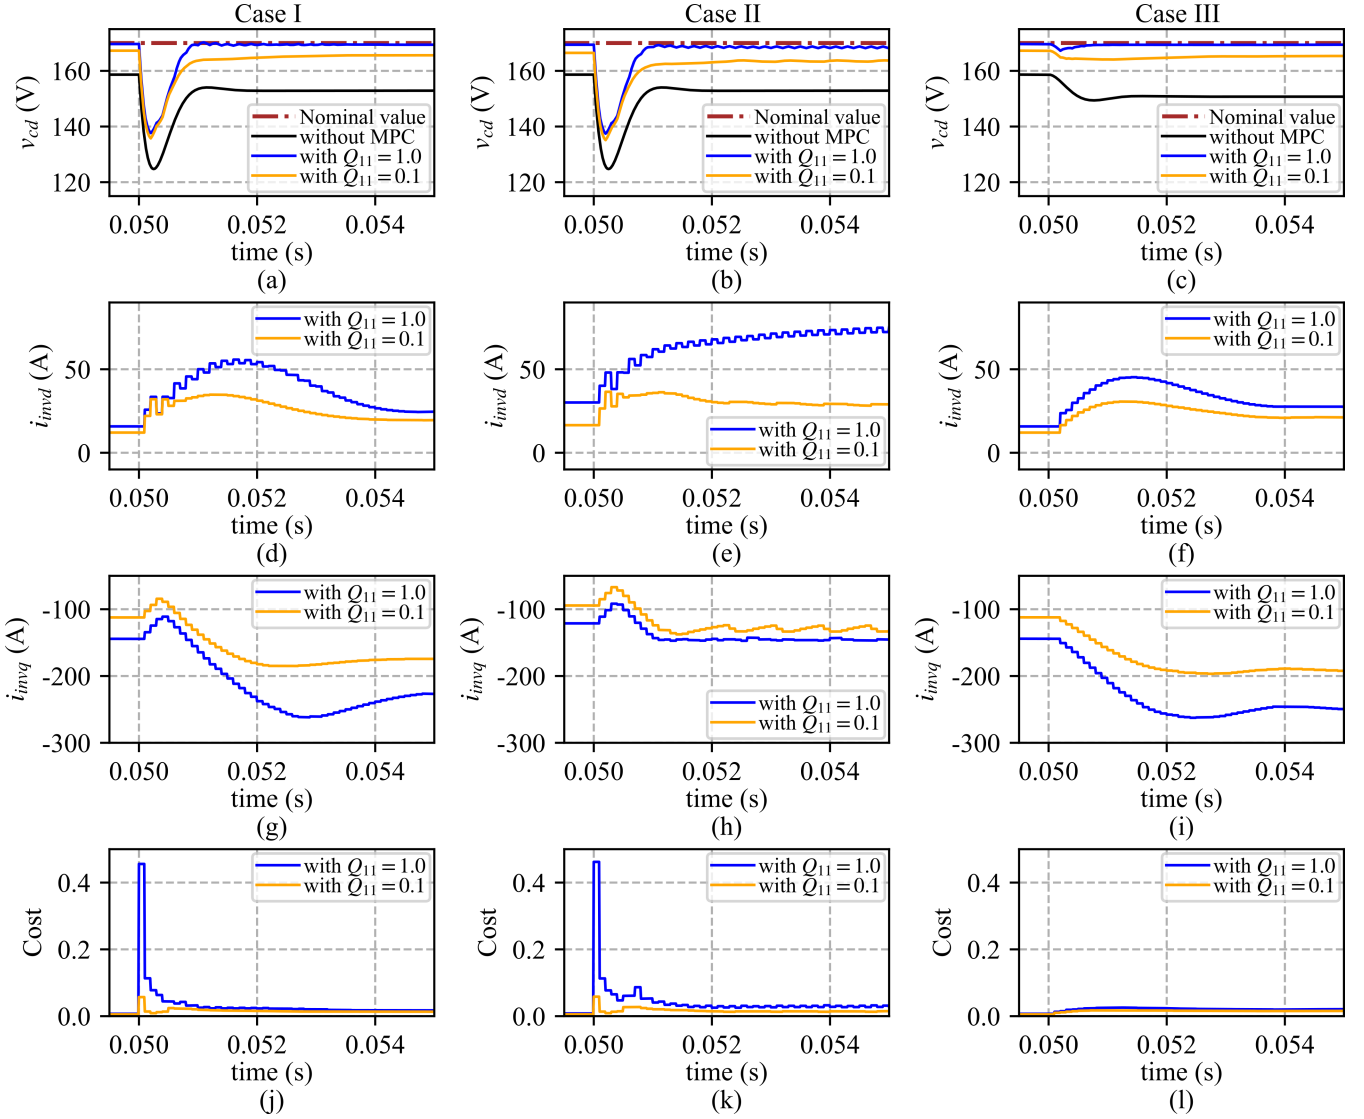 Case I
Case II
Case III
v_cd (V)
160
140
120
Nominal value
without MPC
with Q₁₁ = 1.0
with Q₁₁ = 0.1
0.050 0.052 0.054
time (s)
(a)
v_cd (V)
160
140
120
Nominal value
without MPC
with Q₁₁ = 1.0
with Q₁₁ = 0.1
0.050 0.052 0.054
time (s)
(b)
v_cd (V)
160
140
120
Nominal value
without MPC
with Q₁₁ = 1.0
with Q₁₁ = 0.1
0.050 0.052 0.054
time (s)
(c)
i_invd (A)
50
0
with Q₁₁ = 1.0
with Q₁₁ = 0.1
0.050 0.052 0.054
time (s)
(d)
i_invd (A)
50
0
with Q₁₁ = 1.0
with Q₁₁ = 0.1
0.050 0.052 0.054
time (s)
(e)
i_invd (A)
50
0
with Q₁₁ = 1.0
with Q₁₁ = 0.1
0.050 0.052 0.054
time (s)
(f)
i_invq (A)
-100
-200
-300
with Q₁₁ = 1.0
with Q₁₁ = 0.1
0.050 0.052 0.054
time (s)
(g)
i_invq (A)
-100
-200
-300
with Q₁₁ = 1.0
with Q₁₁ = 0.1
0.050 0.052 0.054
time (s)
(h)
i_invq (A)
-100
-200
-300
with Q₁₁ = 1.0
with Q₁₁ = 0.1
0.050 0.052 0.054
time (s)
(i)
Cost
0.4
0.2
0.0
with Q₁₁ = 1.0
with Q₁₁ = 0.1
0.050 0.052 0.054
time (s)
(j)
Cost
0.4
0.2
0.0
with Q₁₁ = 1.0
with Q₁₁ = 0.1
0.050 0.052 0.054
time (s)
(k)
Cost
0.4
0.2
0.0
with Q₁₁ = 1.0
with Q₁₁ = 0.1
0.050 0.052 0.054
time (s)
(l)